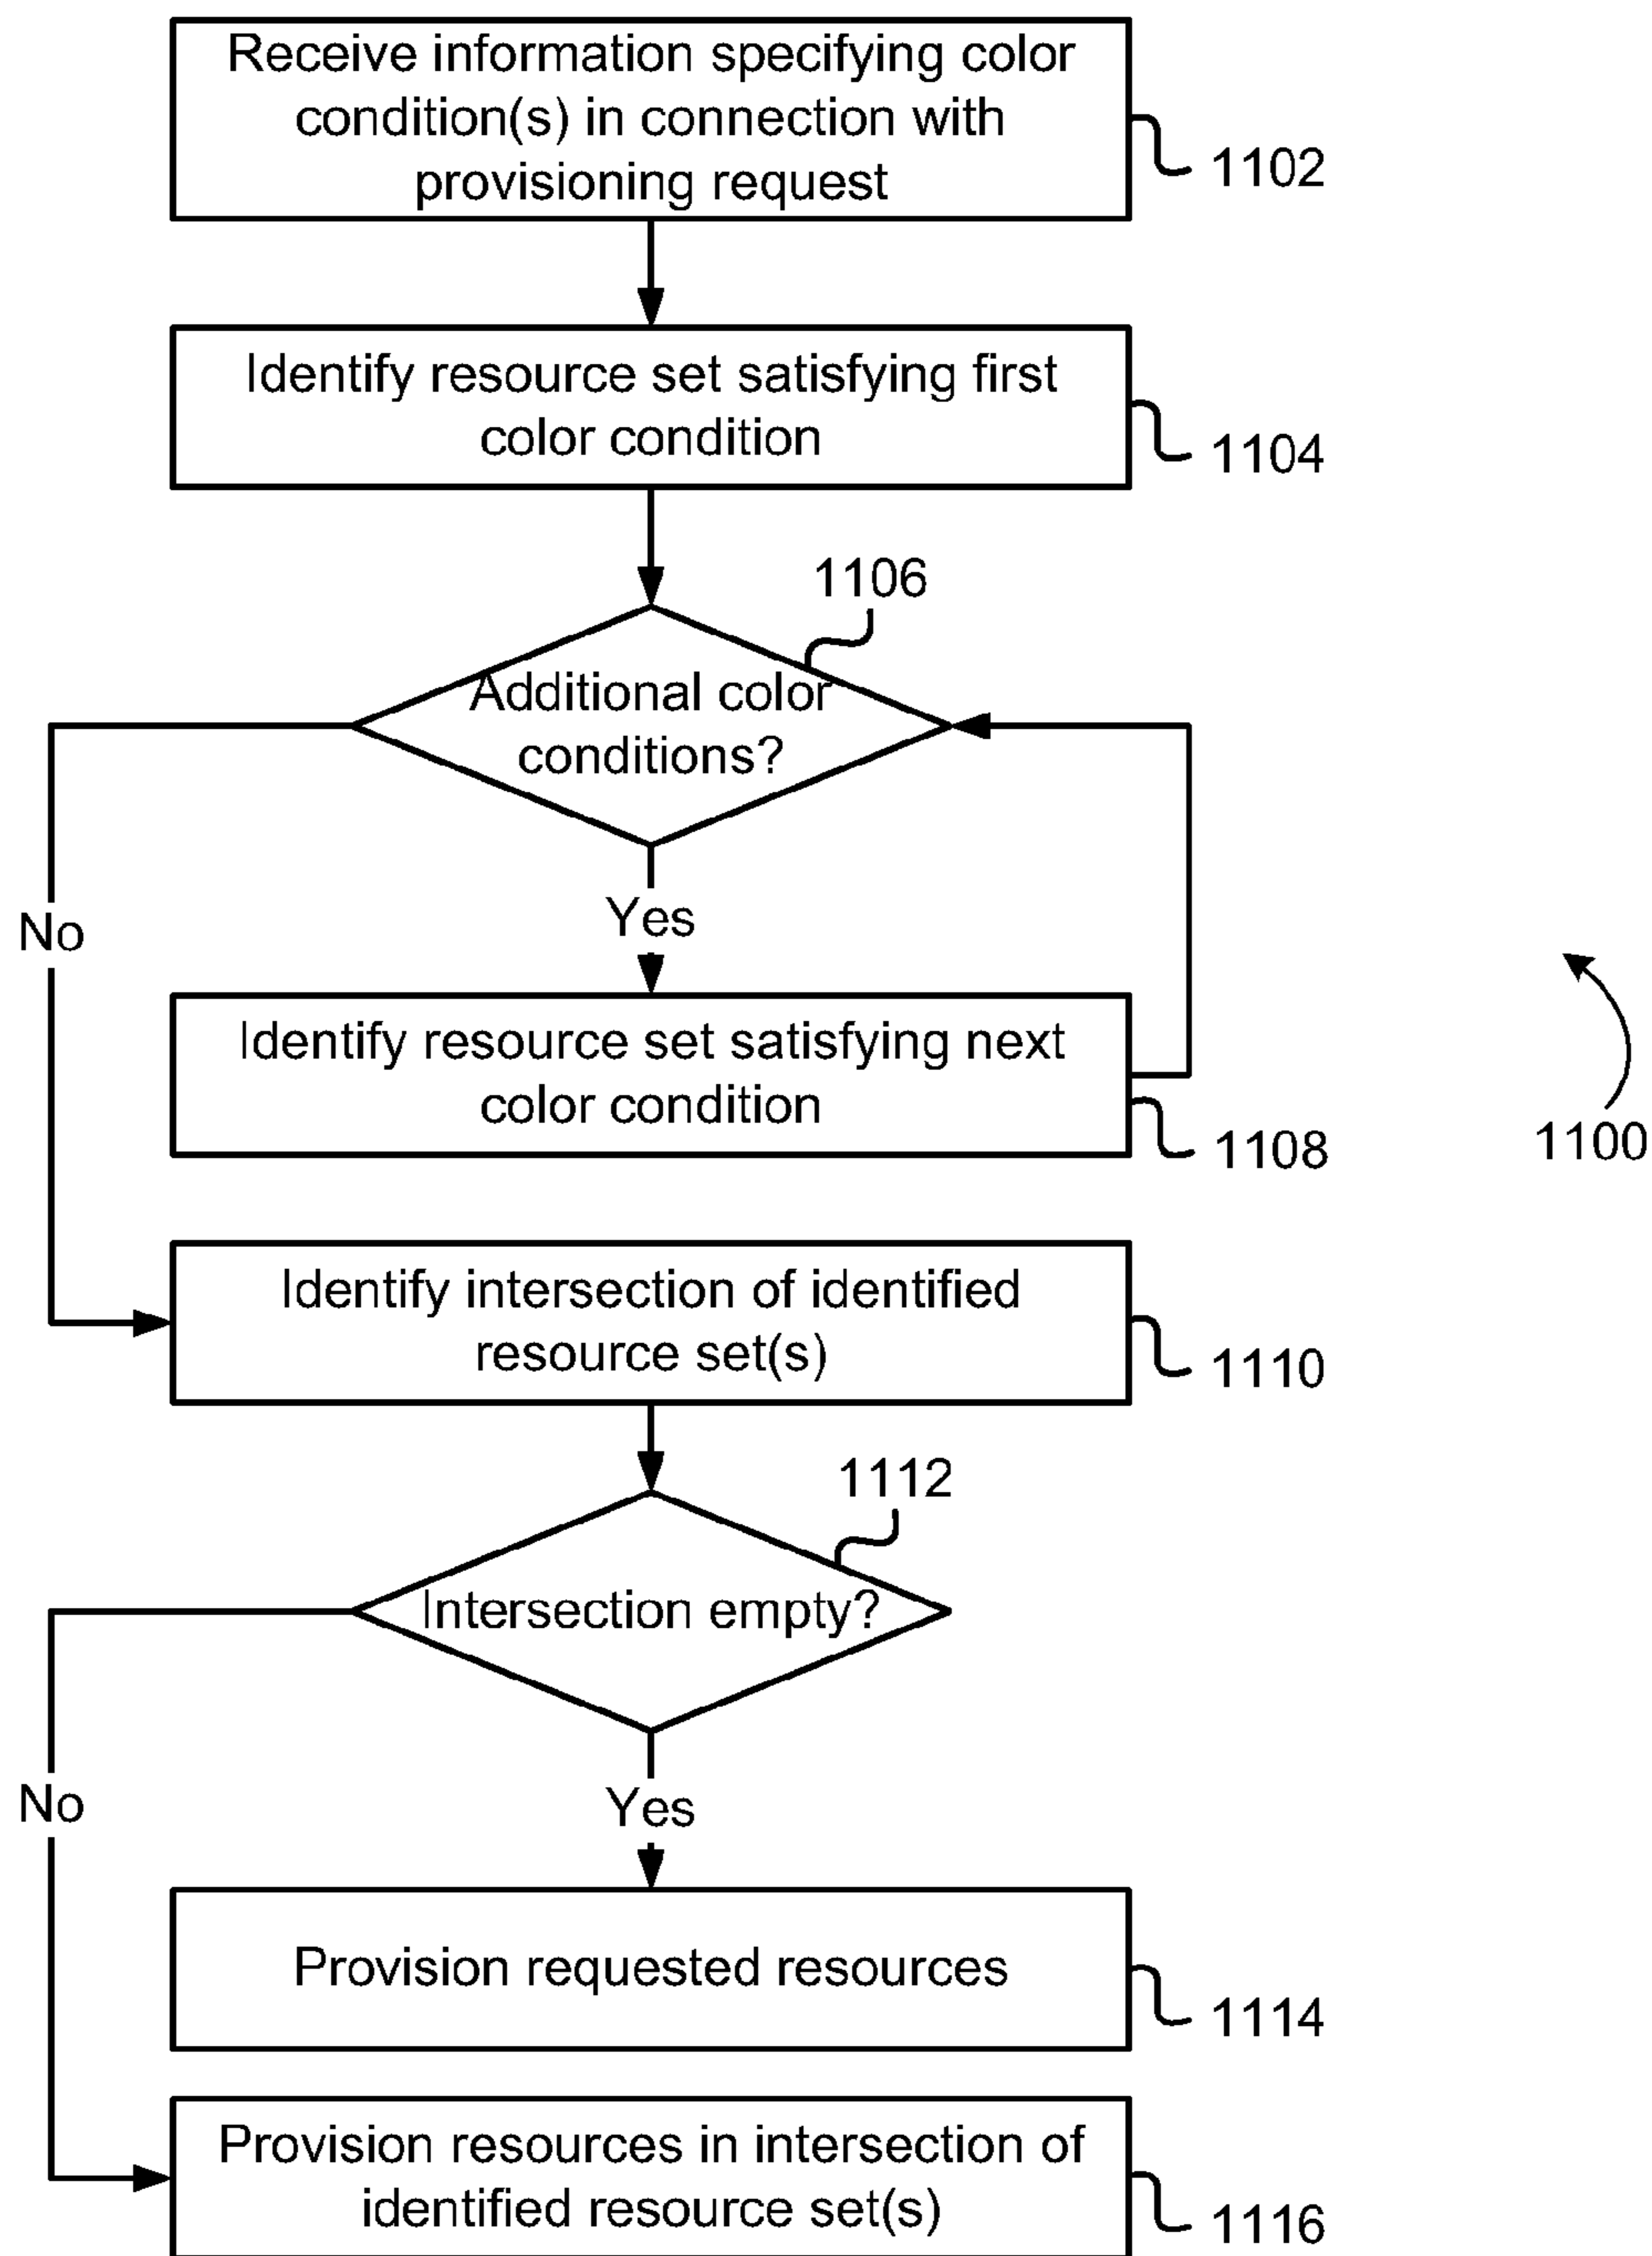 Receive information specifying color
condition(s) in connection with
provisioning request
1102
Identify resource set satisfying first
color condition
1104
1106
Additional color
conditions?
No
Yes
Identify resource set satisfying next
color condition
1108
1100
Identify intersection of identified
resource set(s)
1110
1112
Intersection empty?
No
Yes
Provision requested resources
1114
Provision resources in intersection of
identified resource set(s)
1116